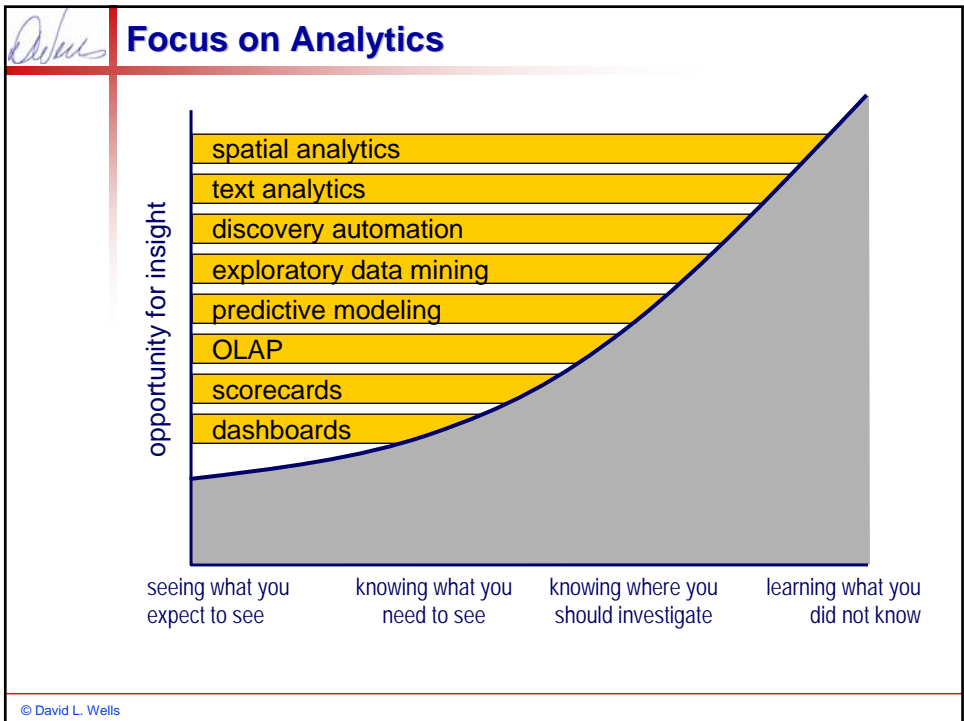 Focus on Analytics
opportunity for insight
spatial analytics
text analytics
discovery automation
exploratory data mining
predictive modeling
OLAP
scorecards
dashboards
seeing what you
expect to see
knowing what you
need to see
knowing where you
should investigate
learning what you
did not know
© David L. Wells